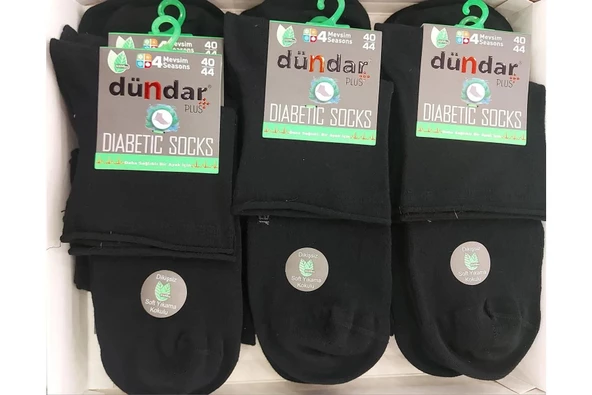 4 Mevsim Seasons 40 44
dündar
PLUS
DIABETIC SOCKS
4 Mevsim Seasons 40 44
dündar
PLUS
DIABETIC SOCKS
4 Mevsim Seasons 40 44
dündar
PLUS
DIABETIC SOCKS
Dikişsiz
Soft Yıkama
Kokulu
Dikişsiz
Soft Yıkama
Kokulu
Dikişsiz
Soft Yıkama
Kokulu